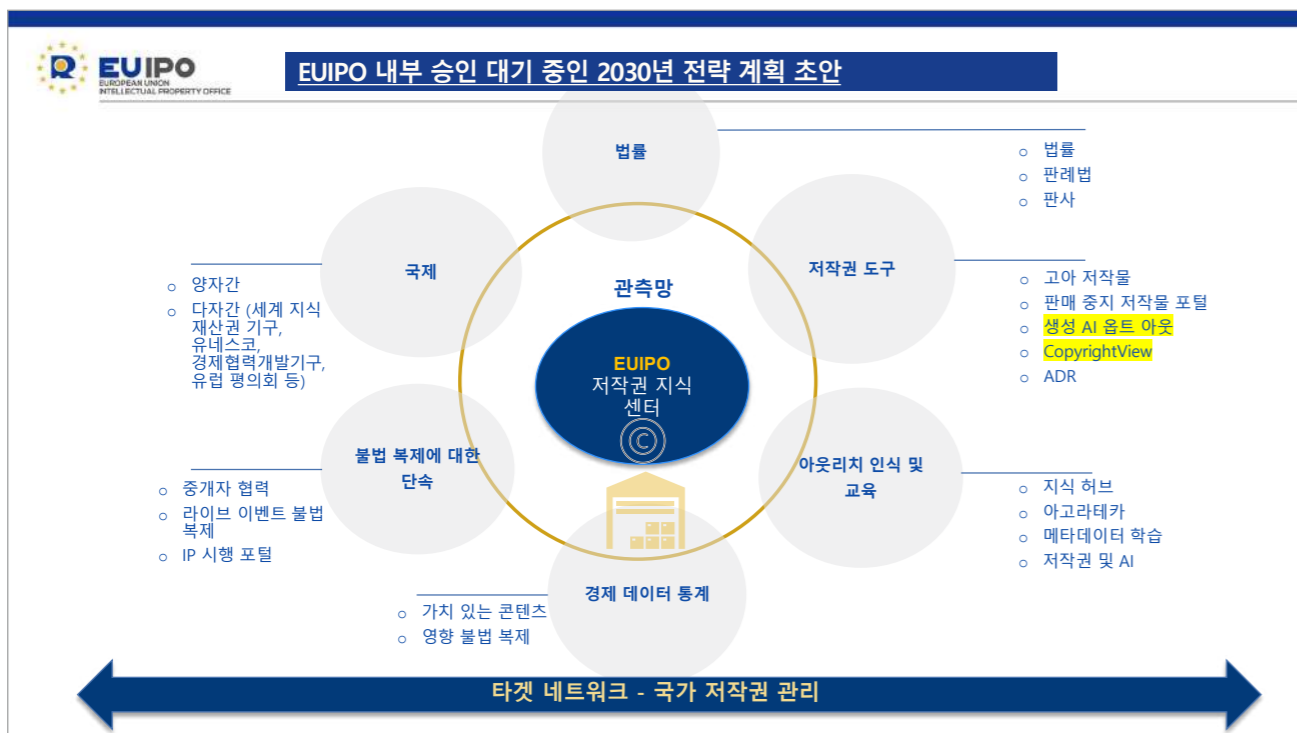 EUIPO
EUROPEAN UNION
INTELLECTUAL PROPERTY OFFICE
EUIPO 내부 승인 대기 중인 2030년 전략 계획 초안
법률
o 법률
o 판례법
o 판사
국제
o 양자간
o 다자간 (세계 지식
재산권 기구,
유네스코,
경제협력개발기구,
유럽 평의회 등)
저작권 도구
o 고아 저작물
o 판매 중지 저작물 포털
o 생성 AI 옵트 아웃
o CopyrightView
o ADR
관측망
EUIPO
저작권 지식
센터
©
불법 복제에 대한
단속
o 중개자 협력
o 라이브 이벤트 불법
복제
o IP 시행 포털
아웃리치 인식 및
교육
o 지식 허브
o 아고라테카
o 메타데이터 학습
o 저작권 및 AI
경제 데이터 통계
o 가치 있는 콘텐츠
o 영향 불법 복제
타겟 네트워크 - 국가 저작권 관리